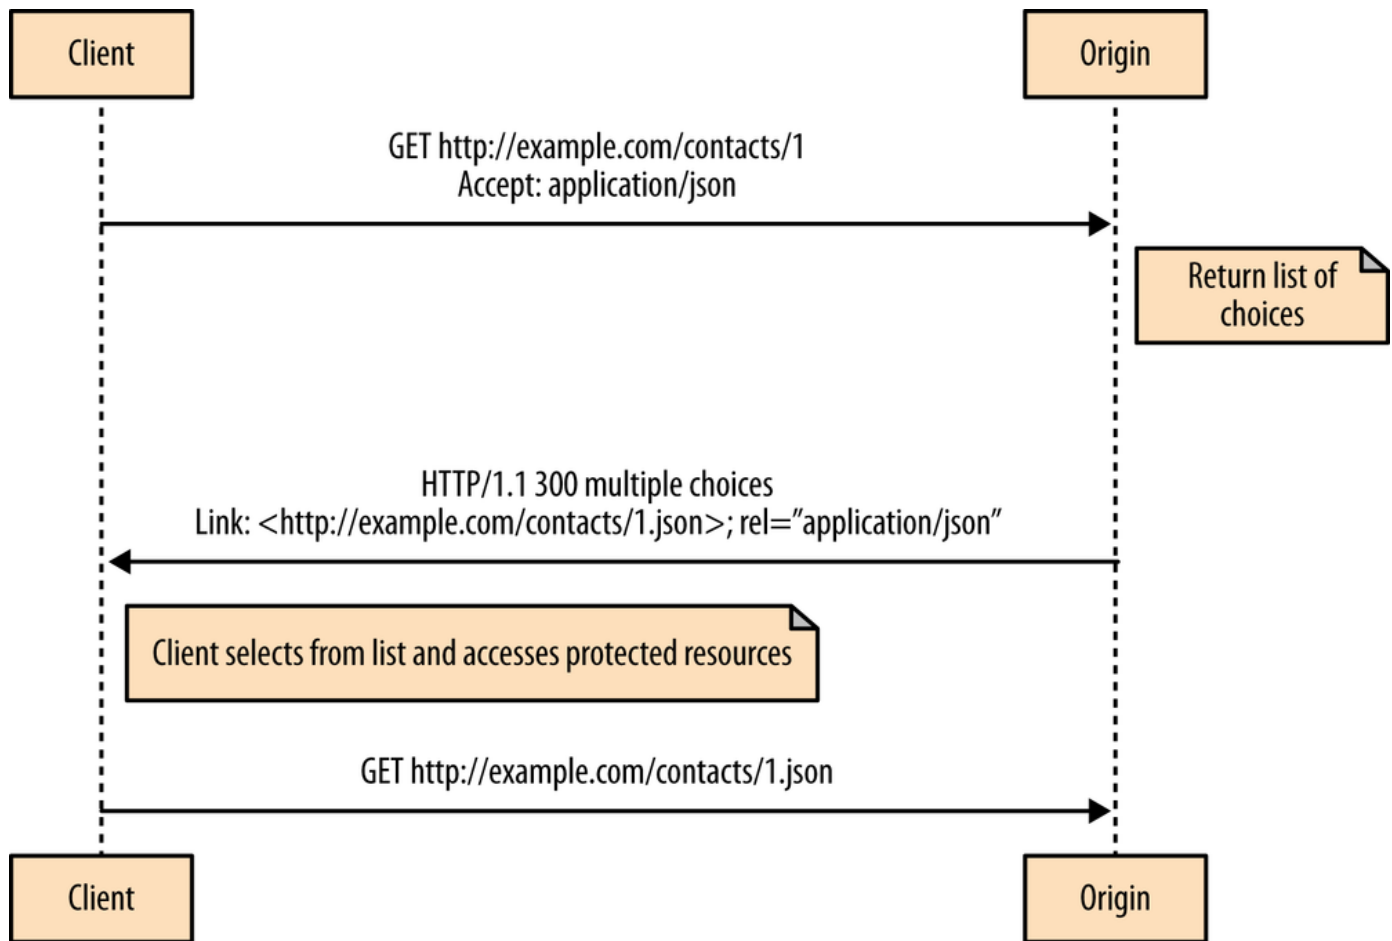 Client
Origin
GET http://example.com/contacts/1
Accept: application/json
Return list of
choices
HTTP/1.1 300 multiple choices
Link: <http://example.com/contacts/1.json>; rel=”application/json”
Client selects from list and accesses protected resources
GET http://example.com/contacts/1.json
Client
Origin